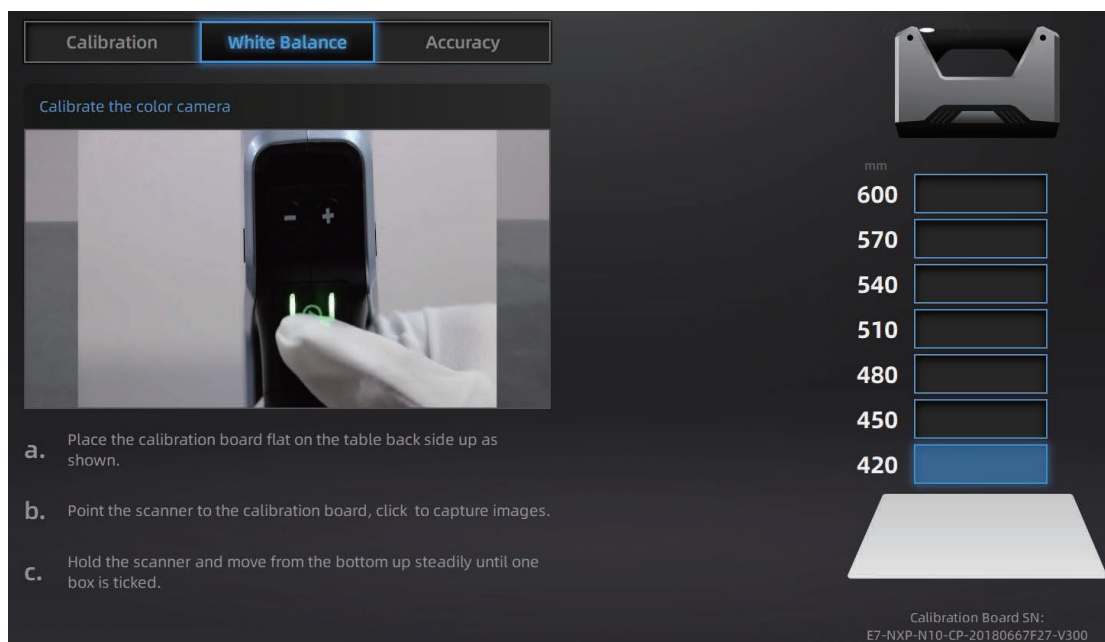 Calibration
White Balance
Accuracy
Calibrate the color camera
- +
a. Place the calibration board flat on the table back side up as
shown.
b. Point the scanner to the calibration board, click to capture images.
c. Hold the scanner and move from the bottom up steadily until one
box is ticked.
mm
600
570
540
510
480
450
420
Calibration Board SN:
E7-NXP-N10-CP-20180667F27-V300